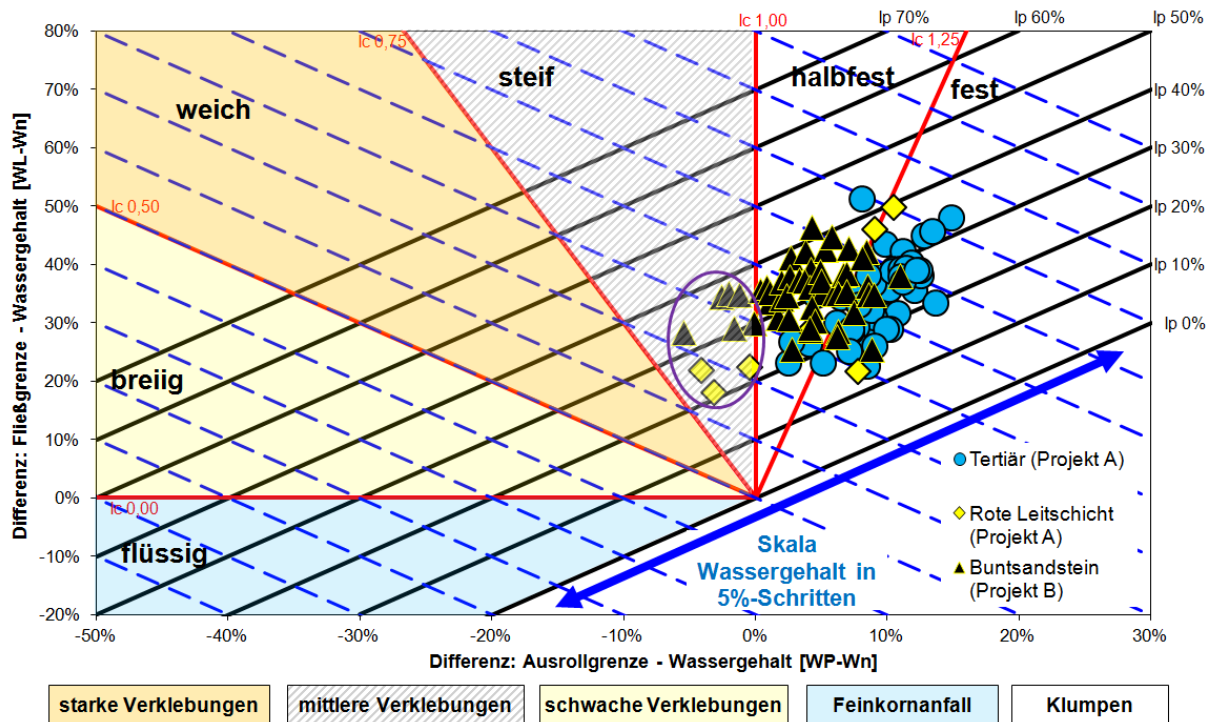 Ic 1,00
Ip 70%
Ip 60%
Ip 50%
80%
Ic 0,75
Ic 1,25
steif
halbfest
fest
weich
70%
Ip 40%
60%
Ip 30%
50%
Ic 0,50
Ip 20%
40%
Ip 10%
30%
Ip 0%
20%
breiig
10%
0%
Ic 0,00
-10%
flüssig
-20%
Differenz: Fließgrenze - Wassergehalt [WL-Wn]
Tertiär (Projekt A)
Rote Leitschicht
(Projekt A)
Buntsandstein
(Projekt B)
Skala
Wassergehalt in
5%-Schritten
-50%
-40%
-30%
-20%
-10%
0%
10%
20%
30%
Differenz: Ausrollgrenze - Wassergehalt [WP-Wn]
starke Verklebungen
mittlere Verklebungen
schwache Verklebungen
Feinkornanfall
Klumpen